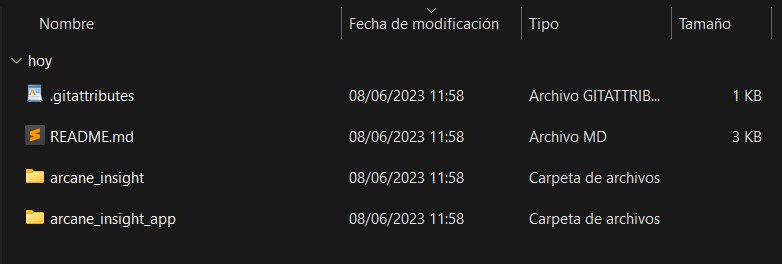 Nombre Fecha de modificación Tipo Tamaño
hoy
.gitattributes 08/06/2023 11:58 Archivo GITATTRIB... 1 KB
README.md 08/06/2023 11:58 Archivo MD 3 KB
arcane_insight 08/06/2023 11:58 Carpeta de archivos
arcane_insight_app 08/06/2023 11:58 Carpeta de archivos